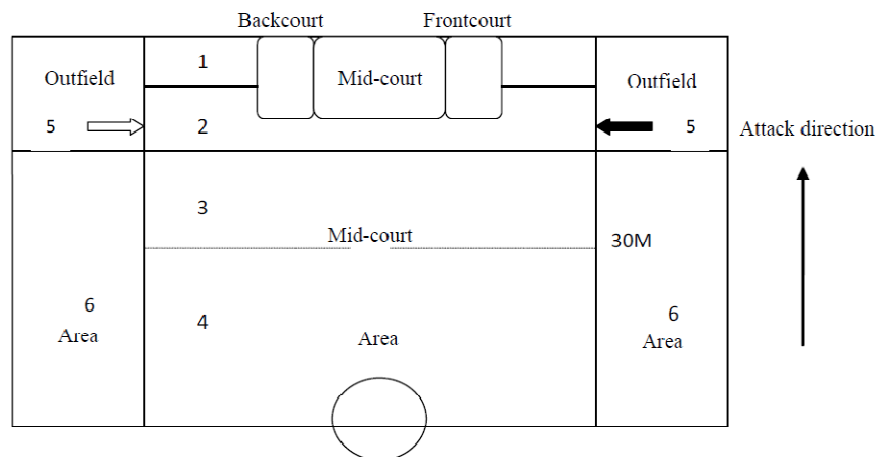 Backcourt
Frontcourt
1
Outfield
Mid-court
Outfield
5
2
5
Attack direction
3
Mid-court
30M
6
Area
4
Area
6
Area